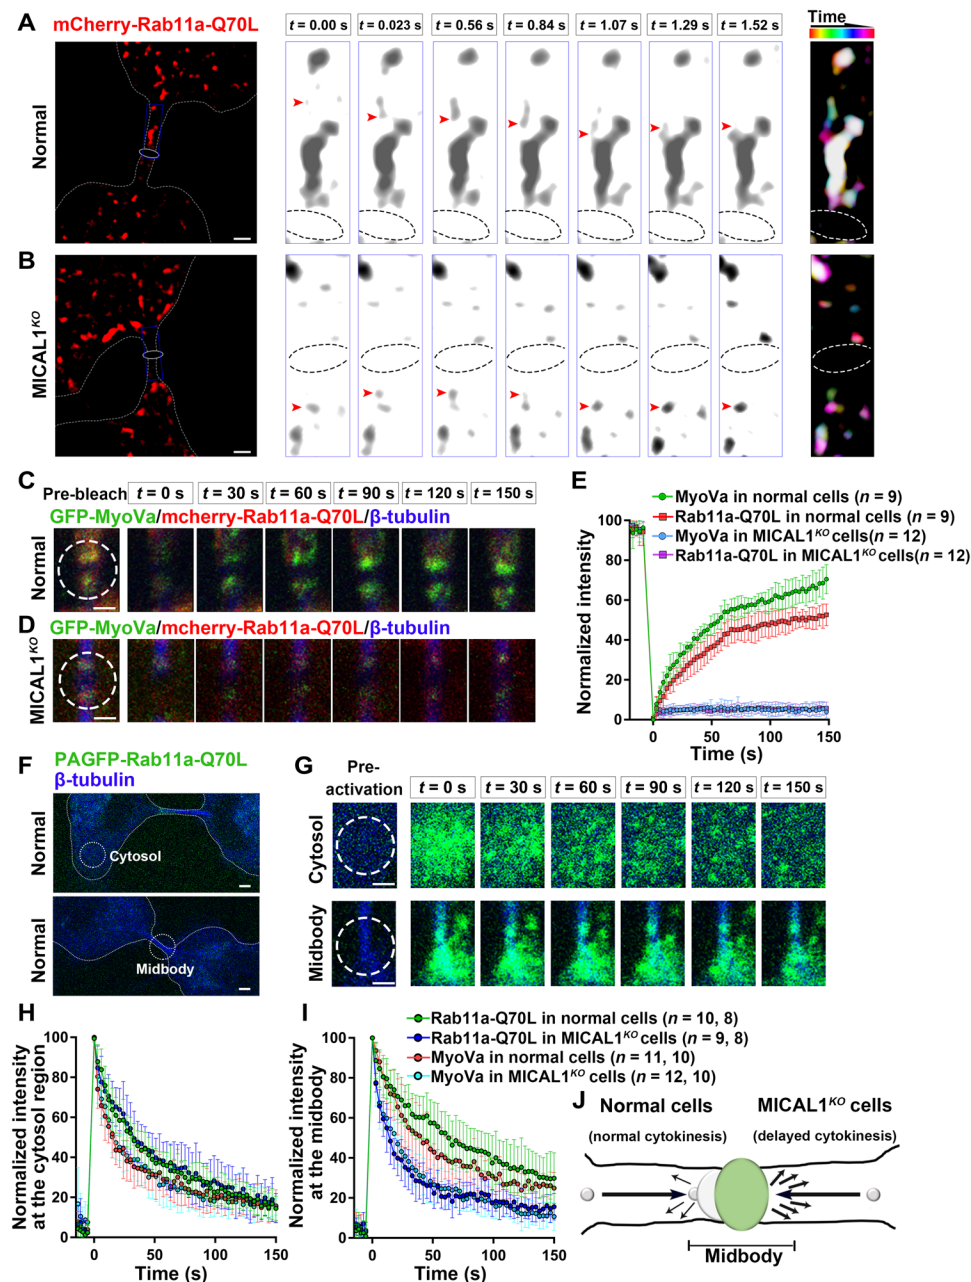 A mCherry-Rab11a-Q70L
t = 0.00 s t = 0.023 s t = 0.56 s t = 0.84 s t = 1.07 s t = 1.29 s t = 1.52 s
Time
Normal
B
MICAL1KO
C Pre-bleach t = 0 s t = 30 s t = 60 s t = 90 s t = 120 s t = 150 s
GFP-MyoVa/mcherry-Rab11a-Q70L/β-tubulin
Normal
D GFP-MyoVa/mcherry-Rab11a-Q70L/β-tubulin
MICAL1KO
E
MyoVa in normal cells (n = 9)
Rab11a-Q70L in normal cells (n = 9)
MyoVa in MICAL1KO cells(n = 12)
Rab11a-Q70L in MICAL1KO cells(n = 12)
Normalized intensity
100
80
60
40
20
0
0 50 100 150
Time (s)
F PAGFP-Rab11a-Q70L
β-tubulin
Normal
Cytosol
Normal
Midbody
G Pre-
activation
t = 0 s t = 30 s t = 60 s t = 90 s t = 120 s t = 150 s
Cytosol
Midbody
H
Normalized intensity
at the cytosol region
100
80
60
40
20
0
0 50 100 150
Time (s)
I
Rab11a-Q70L in normal cells (n = 10, 8)
Rab11a-Q70L in MICAL1KO cells (n = 9, 8)
MyoVa in normal cells (n = 11, 10)
MyoVa in MICAL1KO cells (n = 12, 10)
Normalized intensity
at the midbody
100
80
60
40
20
0
0 50 100 150
Time (s)
J
Normal cells MICAL1KO cells
(normal cytokinesis) (delayed cytokinesis)
Midbody